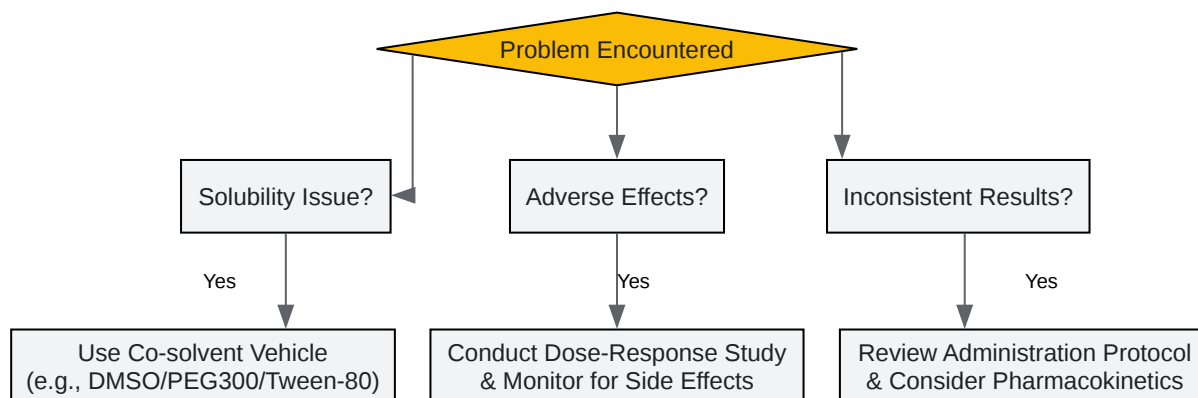 Problem Encountered
Solubility Issue?
Adverse Effects?
Inconsistent Results?
Yes
Yes
Yes
Use Co-solvent Vehicle
(e.g., DMSO/PEG300/Tween-80)
Conduct Dose-Response Study
& Monitor for Side Effects
Review Administration Protocol
& Consider Pharmacokinetics